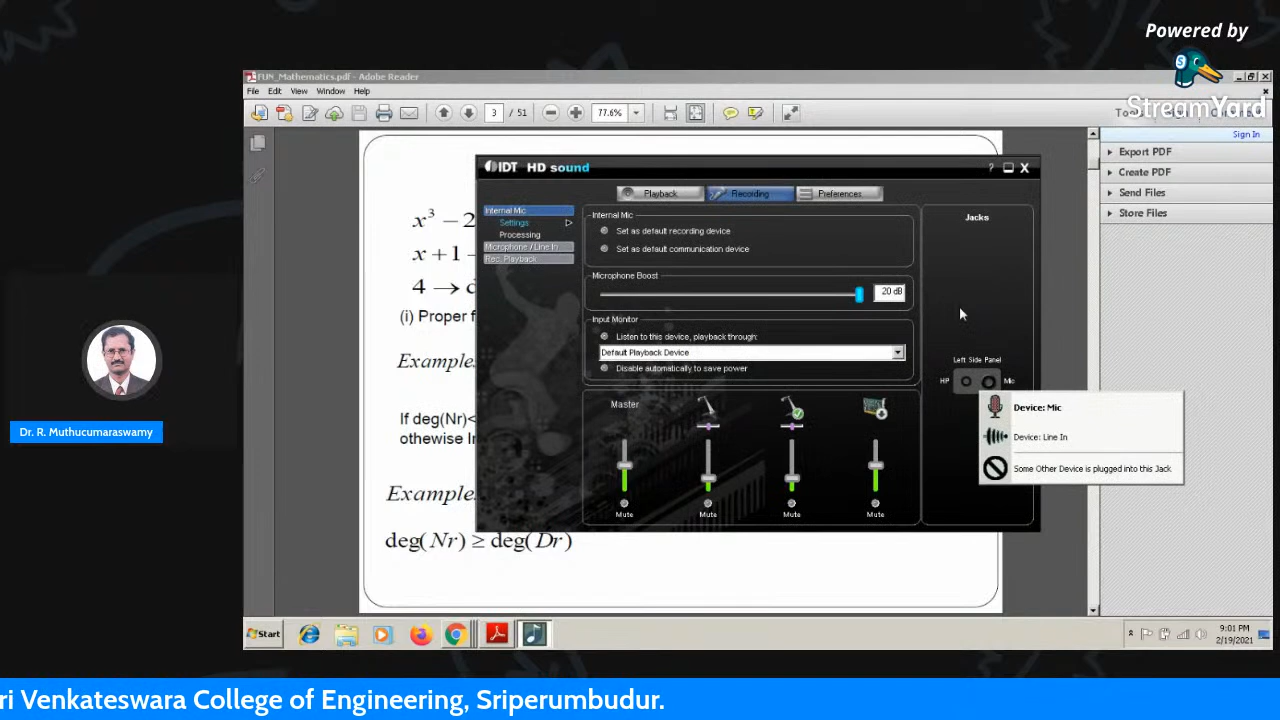 Powered by
StreamYard
FUN_Mathematics.pdf - Adobe Reader
File Edit View Window Help
3 / 51 77.6%
Sign In
Export PDF
Create PDF
Send Files
Store Files
IDT HD sound
? X
Playback Recording Preferences
Internal Mic
Settings
Processing
Microphone / Line In
Rec. Playback
Internal Mic
Set as default recording device
Set as default communication device
Microphone Boost
20 dB
Input Monitor
Listen to this device, playback through:
Default Playback Device
Disable automatically to save power
Master
Mute Mute Mute Mute
Jacks
Left Side Panel
HP Mic
Device: Mic
Device: Line In
Some Other Device is plugged into this Jack
x³ − 2
x + 1
4 → d
(i) Proper f
Example
If deg(Nr)<
othewise Im
Example
deg(Nr) ≥ deg(Dr)
Dr. R. Muthucumaraswamy
Start
9:01 PM
2/19/2021
ri Venkateswara College of Engineering, Sriperumbudur.